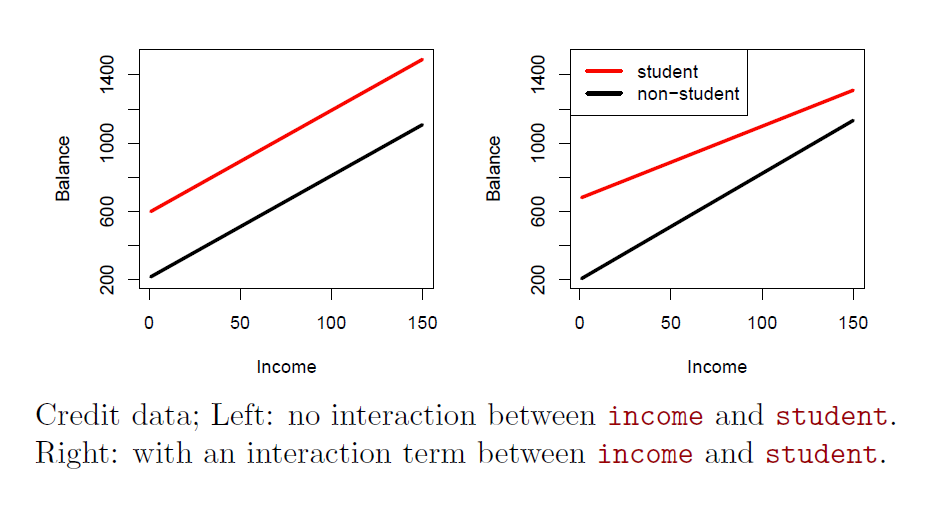 1400
1000
600
200
Balance
0 50 100 150
Income
student
non−student
1400
1000
600
200
Balance
0 50 100 150
Income
Credit data; Left: no interaction between income and student.
Right: with an interaction term between income and student.